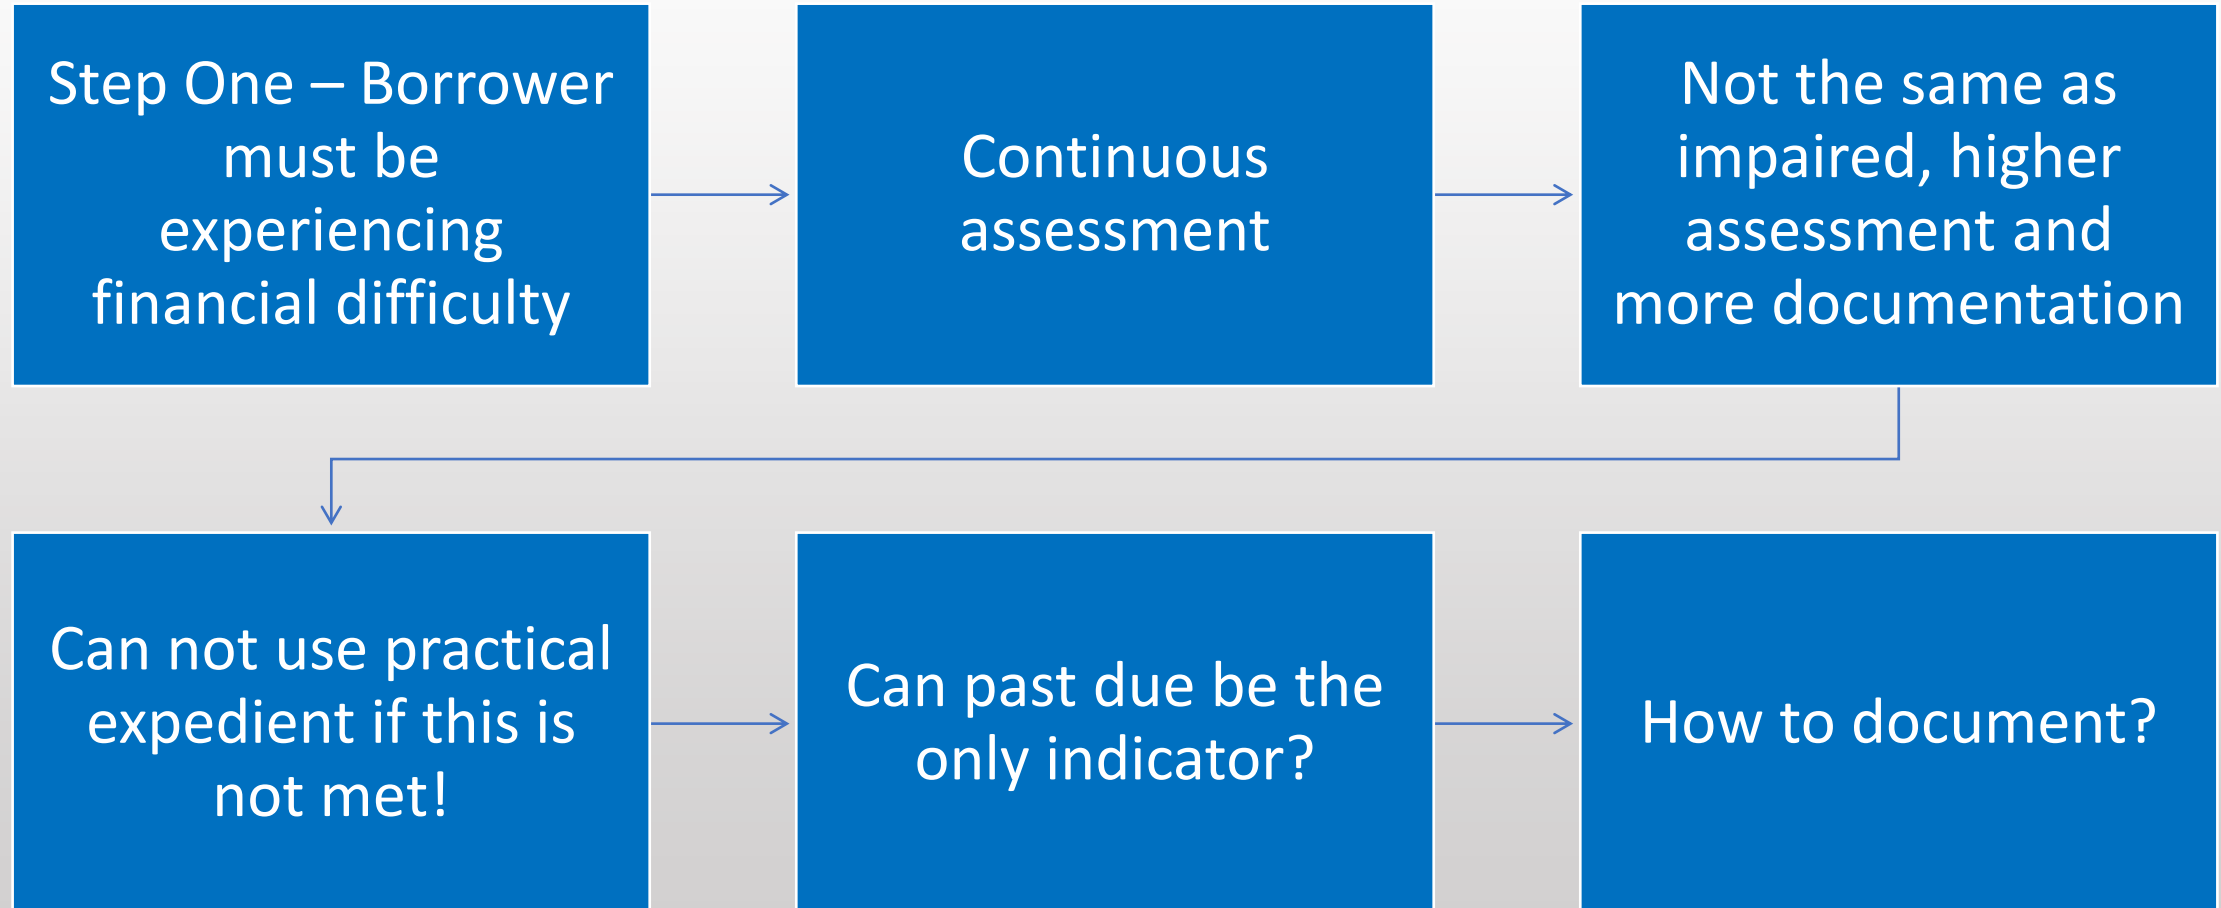 Step One – Borrower
must be
experiencing
financial difficulty
Continuous
assessment
Not the same as
impaired, higher
assessment and
more documentation
Can not use practical
expedient if this is
not met!
Can past due be the
only indicator?
How to document?